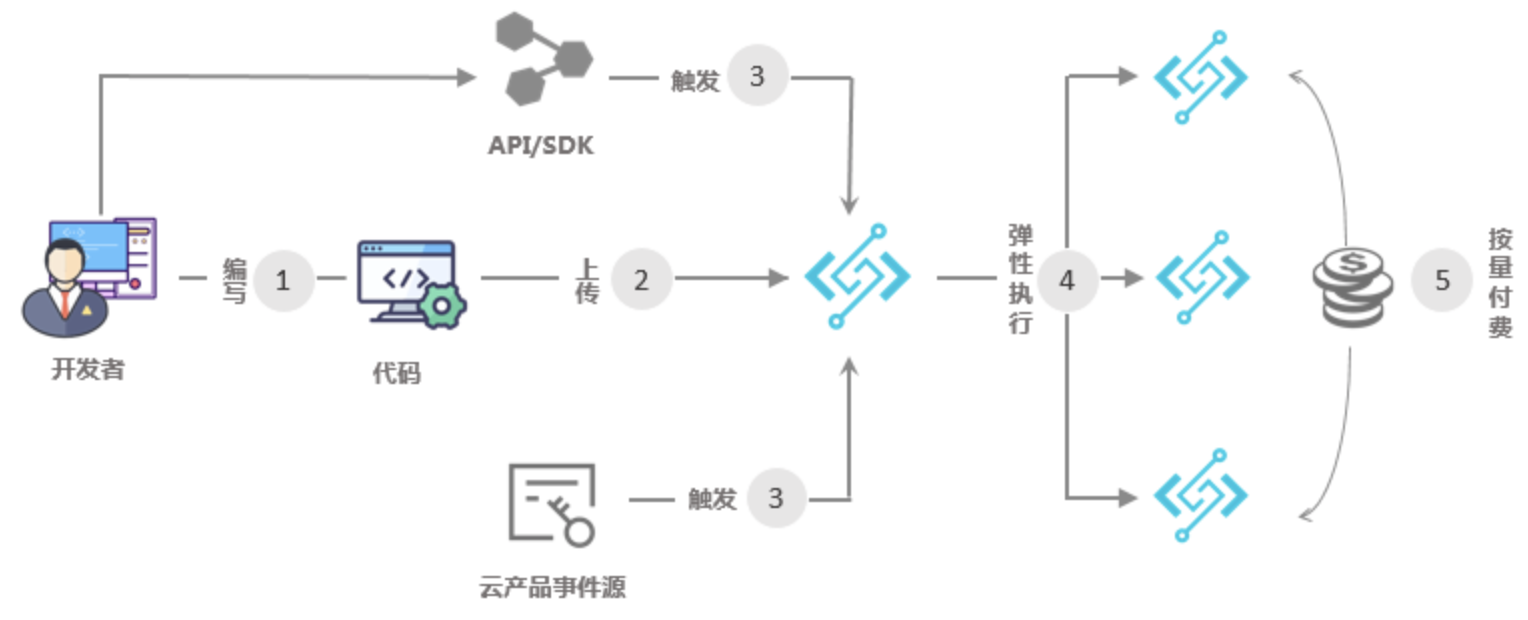 触发 3
API/SDK
开发者
编写 1
代码
上传 2
弹性执行 4
按量付费 5
触发 3
云产品事件源